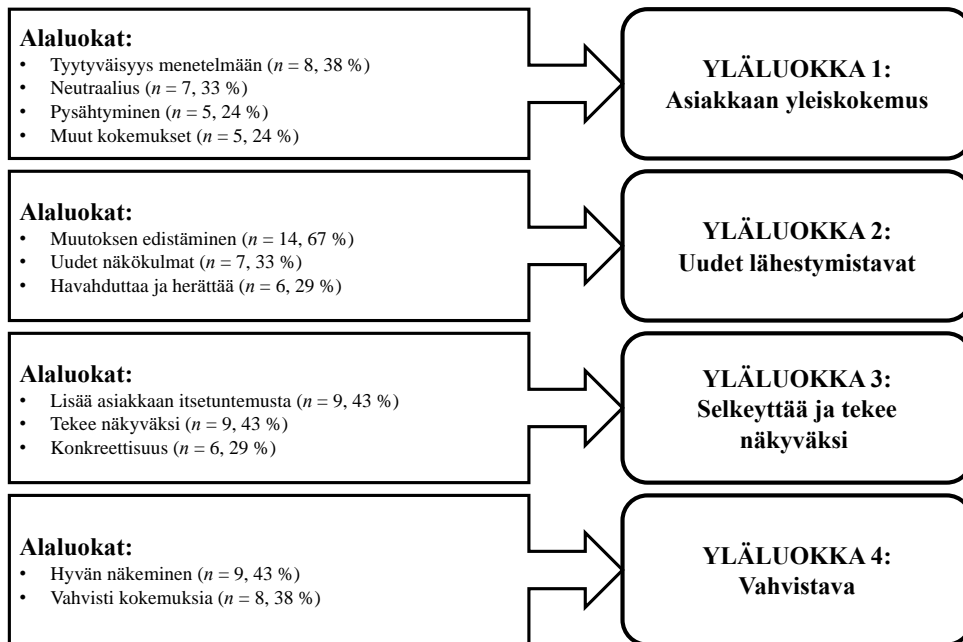 Alaluokat:
• Tyytyväisyys menetelmään (n = 8, 38 %)
• Neutraalius (n = 7, 33 %)
• Pysähtyminen (n = 5, 24 %)
• Muut kokemukset (n = 5, 24 %)
YLÄLUOKKA 1:
Asiakkaan yleiskokemus
Alaluokat:
• Muutoksen edistäminen (n = 14, 67 %)
• Uudet näkökulmat (n = 7, 33 %)
• Havahduttaa ja herättää (n = 6, 29 %)
YLÄLUOKKA 2:
Uudet lähestymistavat
Alaluokat:
• Lisää asiakkaan itsetuntemusta (n = 9, 43 %)
• Tekee näkyväksi (n = 9, 43 %)
• Konkreettisuus (n = 6, 29 %)
YLÄLUOKKA 3:
Selkeyttää ja tekee
näkyväksi
Alaluokat:
• Hyvän näkeminen (n = 9, 43 %)
• Vahvisti kokemuksia (n = 8, 38 %)
YLÄLUOKKA 4:
Vahvistava